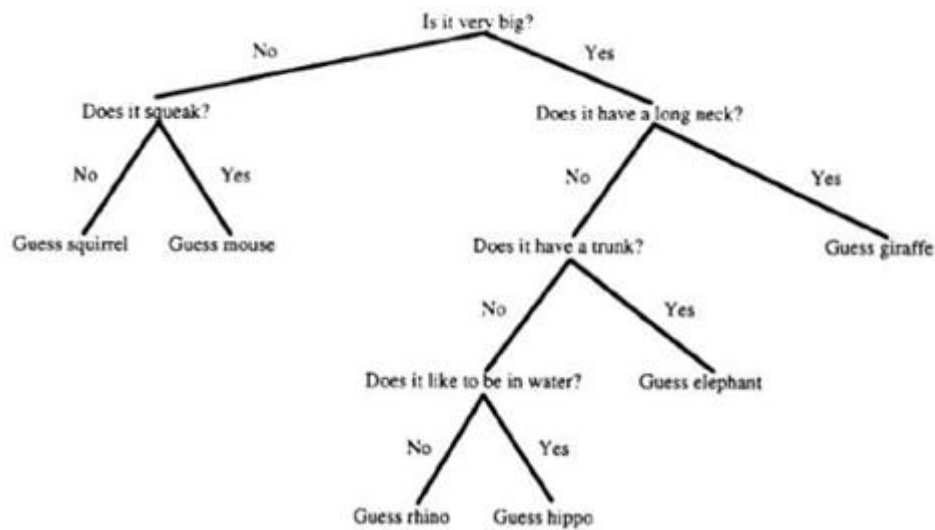 Is it very big?
No
Yes
Does it squeak?
Does it have a long neck?
No
Yes
No
Yes
Guess squirrel
Guess mouse
Does it have a trunk?
Guess giraffe
No
Yes
Does it like to be in water?
Guess elephant
No
Yes
Guess rhino
Guess hippo